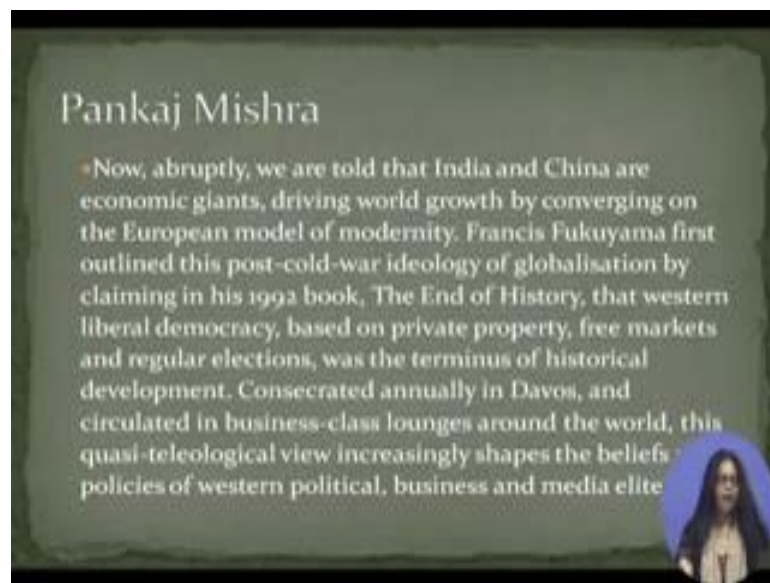 Pankaj Mishra
•Now, abruptly, we are told that India and China are
economic giants, driving world growth by converging on
the European model of modernity. Francis Fukuyama first
outlined this post-cold-war ideology of globalisation by
claiming in his 1992 book, The End of History, that western
liberal democracy, based on private property, free markets
and regular elections, was the terminus of historical
development. Consecrated annually in Davos, and
circulated in business-class lounges around the world, this
quasi-teleological view increasingly shapes the beliefs
policies of western political, business and media elite